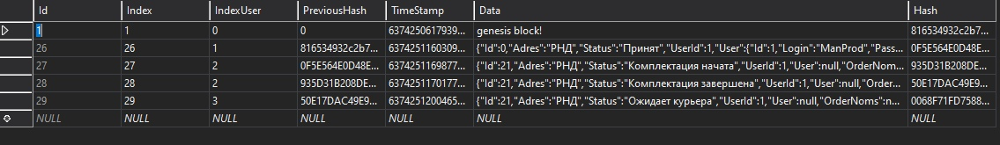 Id Index IndexUser PreviousHash TimeStamp Data Hash
1 1 0 0 6374250617939... genesis block! 816534932c2b7...
26 26 1 816534932c2b7... 6374251160309... {"Id":0,"Adres":"РНД","Status":"Принят","UserId":1,"User":{"Id":1,"Login":"ManProd","Pass... 0F5E564E0D48E...
27 27 2 0F5E564E0D48E... 6374251169877... {"Id":21,"Adres":"РНД","Status":"Комплектация начата","UserId":1,"User":null,"OrderNom... 935D31B208DE...
28 28 2 935D31B208DE... 6374251170177... {"Id":21,"Adres":"РНД","Status":"Комплектация завершена","UserId":1,"User":null,"Order... 50E17DAC49E9...
29 29 3 50E17DAC49E9... 6374251200465... {"Id":21,"Adres":"РНД","Status":"Ожидает курьера","UserId":1,"User":null,"OrderNoms":n... 0068F71FD7588...
NULL NULL NULL NULL NULL NULL NULL